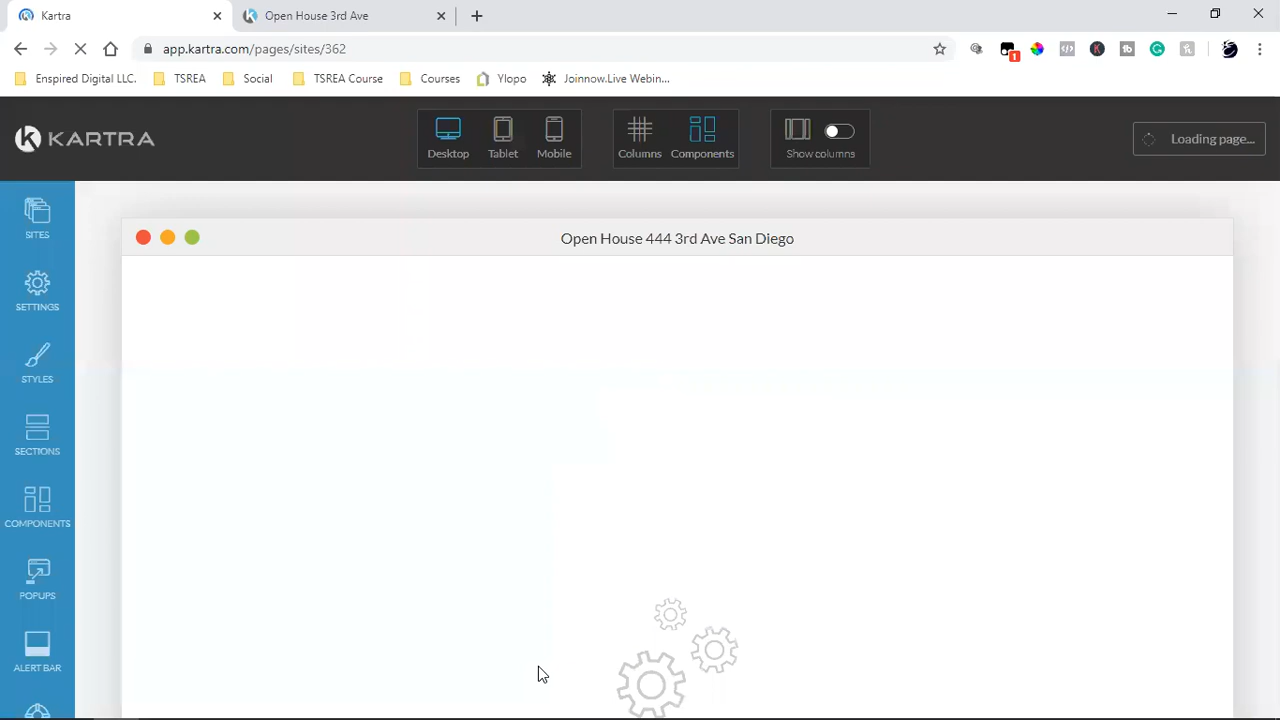 Kartra
Open House 3rd Ave
app.kartra.com/pages/sites/362
1
Enspired Digital LLC.
TSREA
Social
TSREA Course
Courses
Ylopo
Joinnow.Live Webin...
KARTRA
Desktop
Tablet
Mobile
Columns
Components
Show columns
Loading page...
SITES
SETTINGS
STYLES
SECTIONS
COMPONENTS
POPUPS
ALERT BAR
Open House 444 3rd Ave San Diego